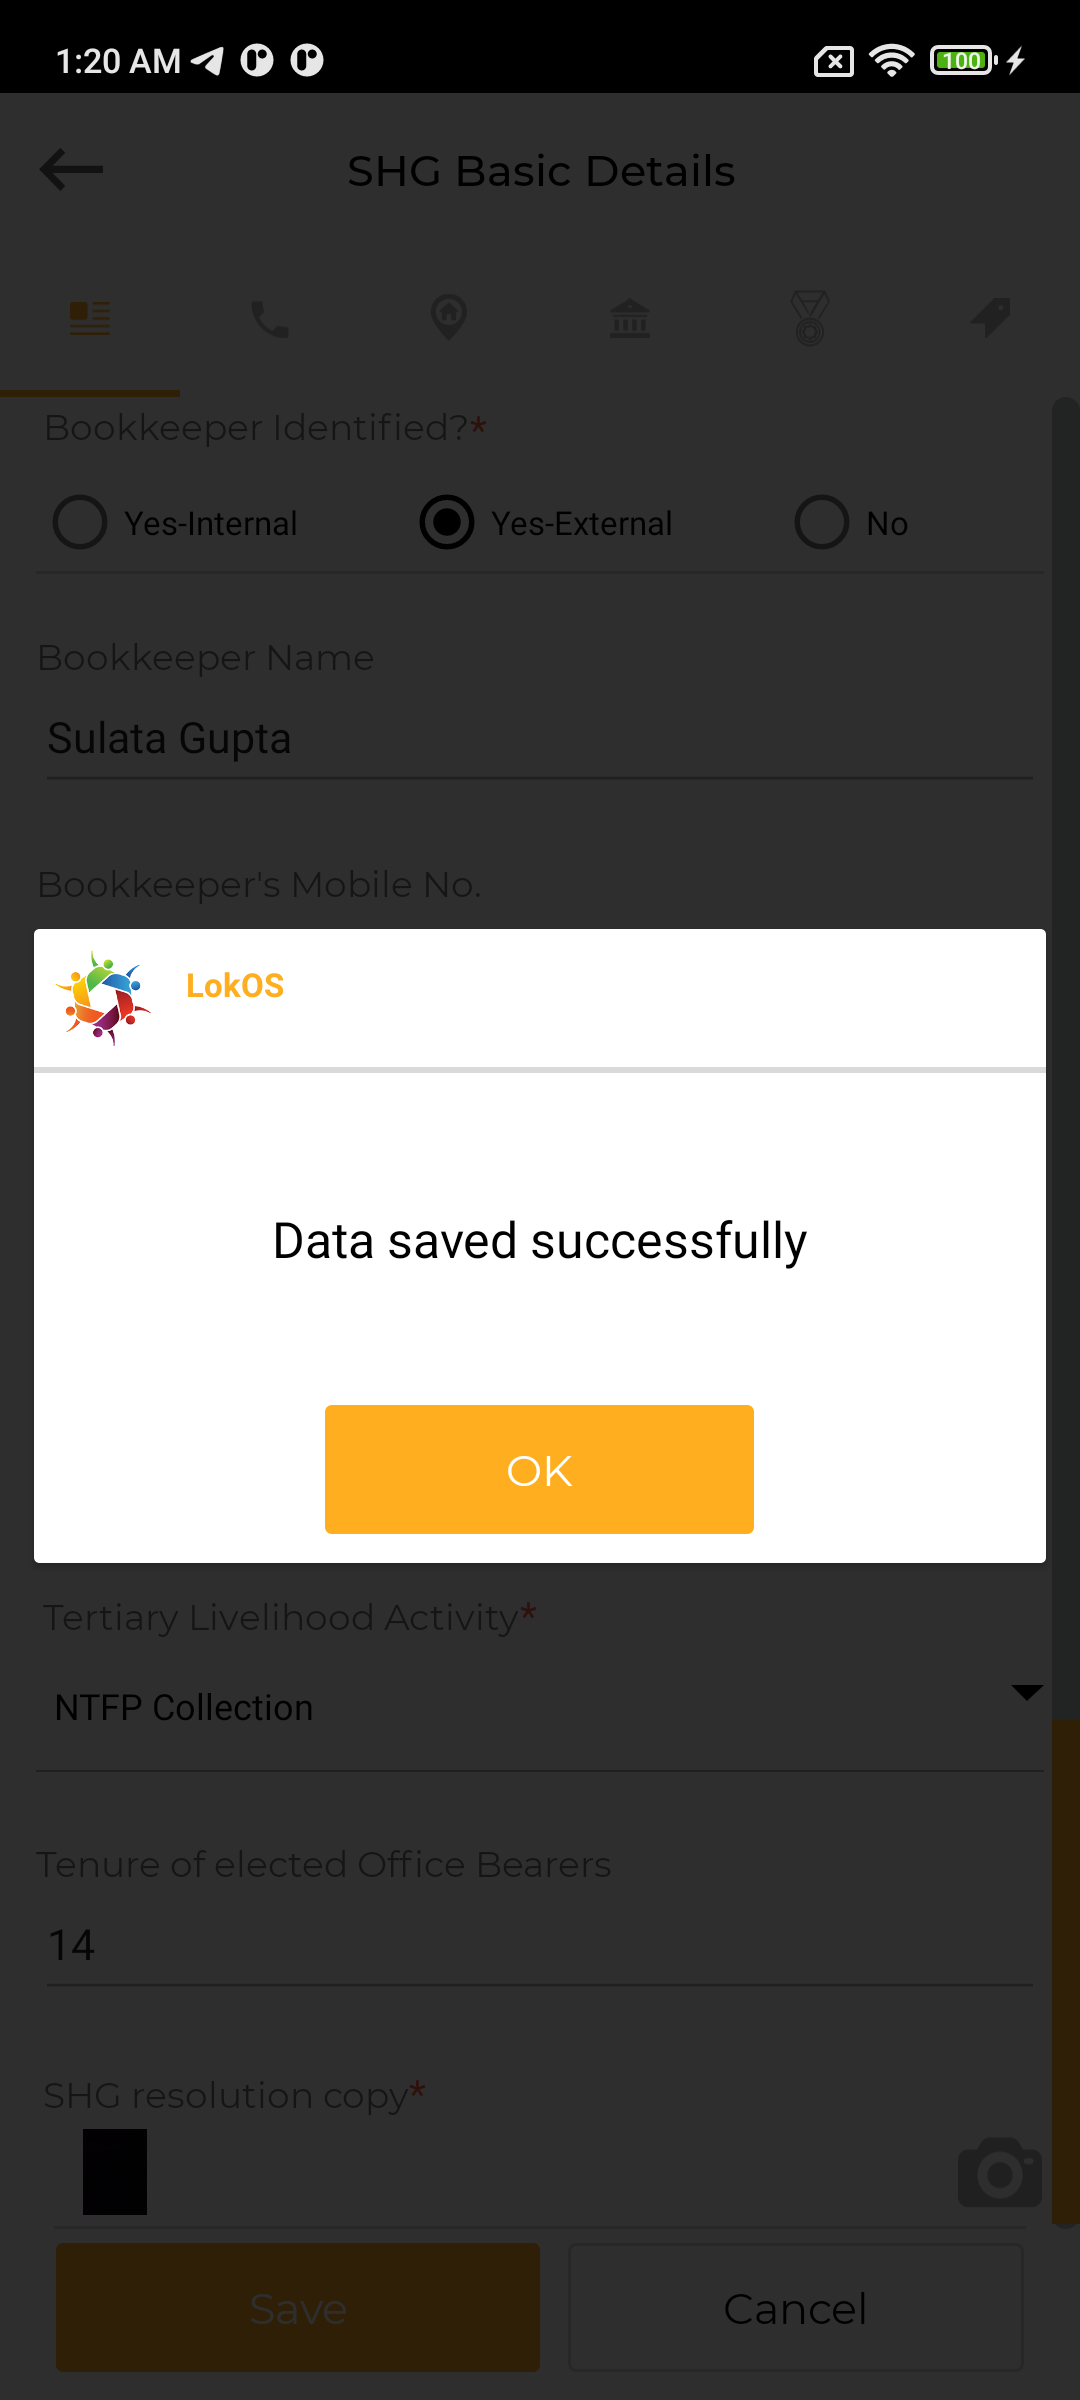 1:20 AM
100
SHG Basic Details
Bookkeeper Identified?*
Yes-Internal
Yes-External
No
Bookkeeper Name
Sulata Gupta
Bookkeeper's Mobile No.
LokOS
Data saved successfully
OK
Tertiary Livelihood Activity*
NTFP Collection
Tenure of elected Office Bearers
14
SHG resolution copy*
Save
Cancel